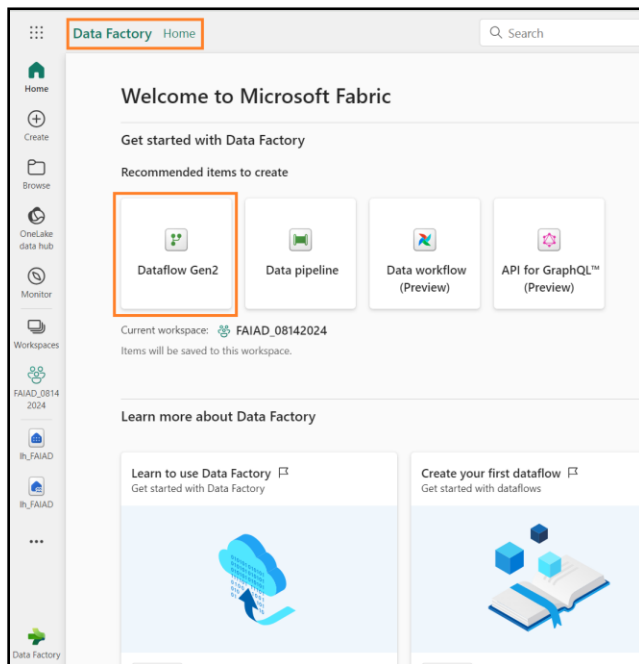 Data Factory Home
Search
Home
Create
Browse
OneLake
data hub
Monitor
Workspaces
FAIAD_0814
2024
lh_FAIAD
lh_FAIAD
Data Factory
Welcome to Microsoft Fabric
Get started with Data Factory
Recommended items to create
Dataflow Gen2
Data pipeline
Data workflow
(Preview)
API for GraphQL™
(Preview)
Current workspace: FAIAD_08142024
Items will be saved to this workspace.
Learn more about Data Factory
Learn to use Data Factory
Get started with Data Factory
Create your first dataflow
Get started with dataflows